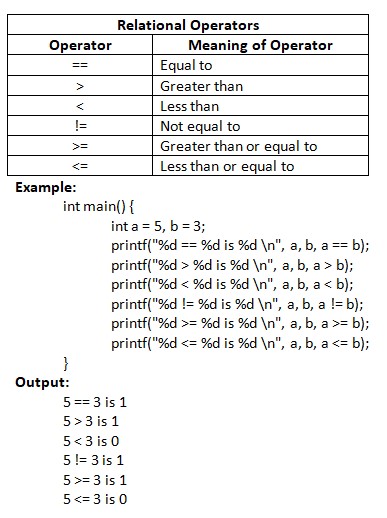 Relational Operators
Operator Meaning of Operator
== Equal to
> Greater than
< Less than
!= Not equal to
>= Greater than or equal to
<= Less than or equal to
Example:
int main() {
int a = 5, b = 3;
printf("%d == %d is %d \n", a, b, a == b);
printf("%d > %d is %d \n", a, b, a > b);
printf("%d < %d is %d \n", a, b, a < b);
printf("%d != %d is %d \n", a, b, a != b);
printf("%d >= %d is %d \n", a, b, a >= b);
printf("%d <= %d is %d \n", a, b, a <= b);
}
Output:
5 == 3 is 1
5 > 3 is 1
5 < 3 is 0
5 != 3 is 1
5 >= 3 is 1
5 <= 3 is 0